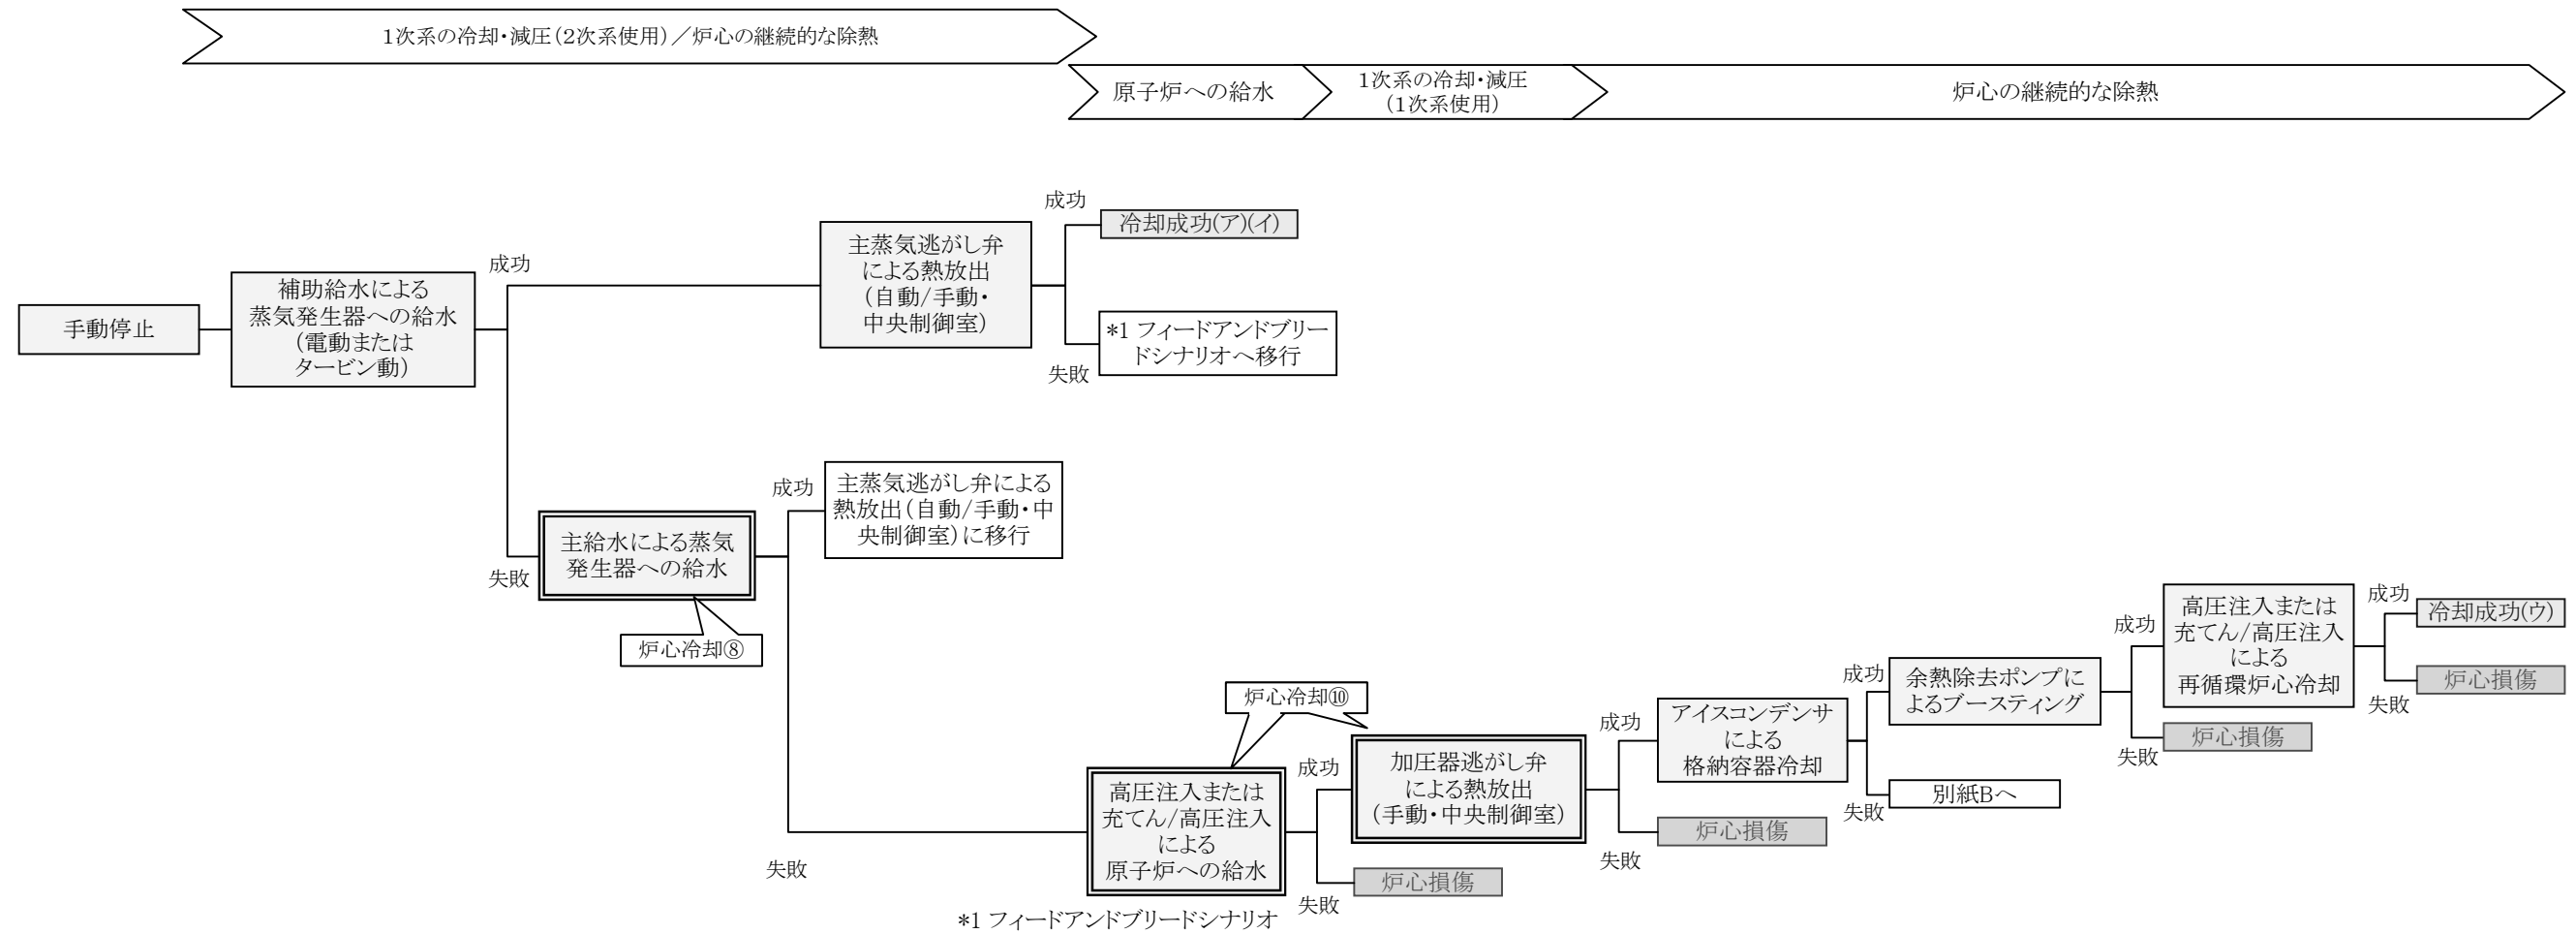 1次系の冷却・減圧（2次系使用）／炉心の継続的な除熱
原子炉への給水
1次系の冷却・減圧
（1次系使用）
炉心の継続的な除熱
手動停止
補助給水による
蒸気発生器への給水
（電動または
タービン動）
成功
失敗
主蒸気逃がし弁
による熱放出
（自動/手動・
中央制御室）
成功
冷却成功(ア)(イ)
失敗
*1 フィードアンドブリー
ドシナリオへ移行
主給水による蒸気
発生器への給水
炉心冷却⑧
成功
主蒸気逃がし弁による
熱放出（自動/手動・中
央制御室）に移行
失敗
高圧注入または
充てん/高圧注入
による
原子炉への給水
*1 フィードアンドブリードシナリオ
炉心冷却⑩
成功
失敗
炉心損傷
加圧器逃がし弁
による熱放出
（手動・中央制御室）
成功
失敗
炉心損傷
アイスコンデンサ
による
格納容器冷却
成功
失敗
別紙Bへ
余熱除去ポンプに
よるブースティング
成功
失敗
炉心損傷
高圧注入または
充てん/高圧注入
による
再循環炉心冷却
成功
冷却成功(ウ)
失敗
炉心損傷